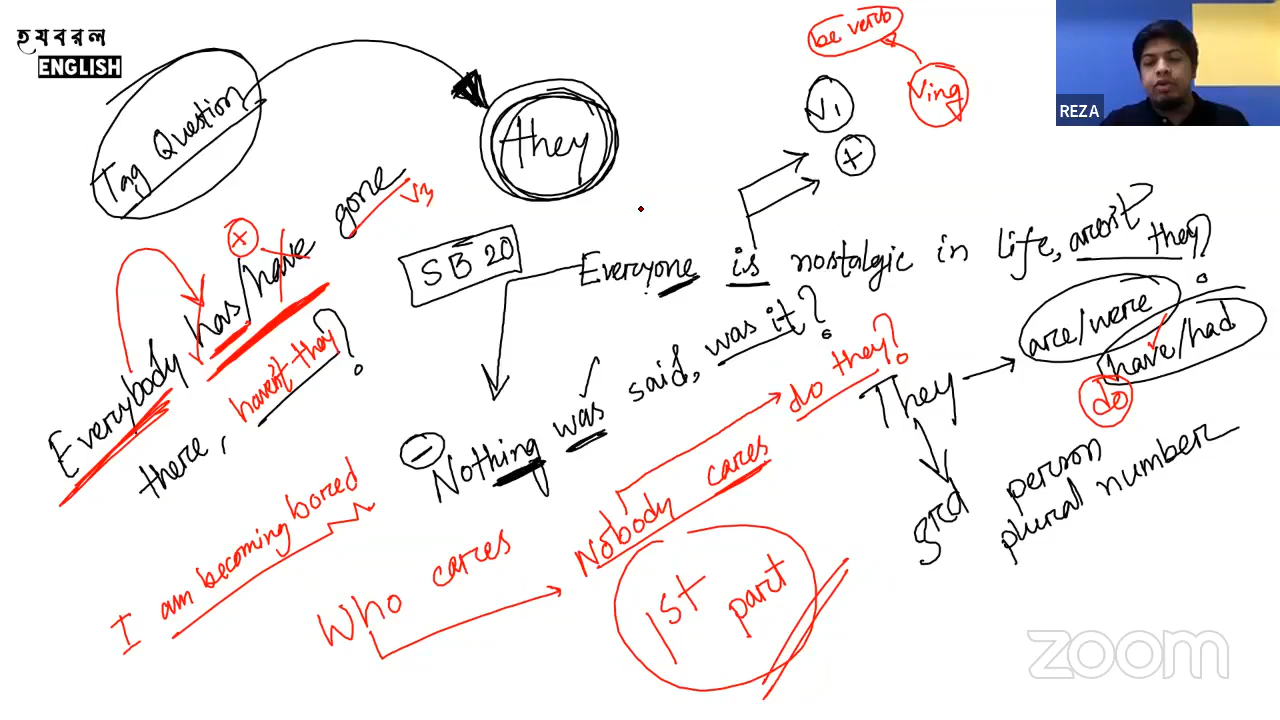 হ য ব র ল
ENGLISH
Tag Question
they
be verb
Ving
V1
+
REZA
SB 20
Everyone is nostalgic in life, aren't they?
Everybody has/have gone
V3
+
there, haven't they?
- Nothing was said, was it?
They
are/were
have/had
do
3rd person
plural number
I am becoming bored
Who cares
Nobody cares do they?
1st part
zoom